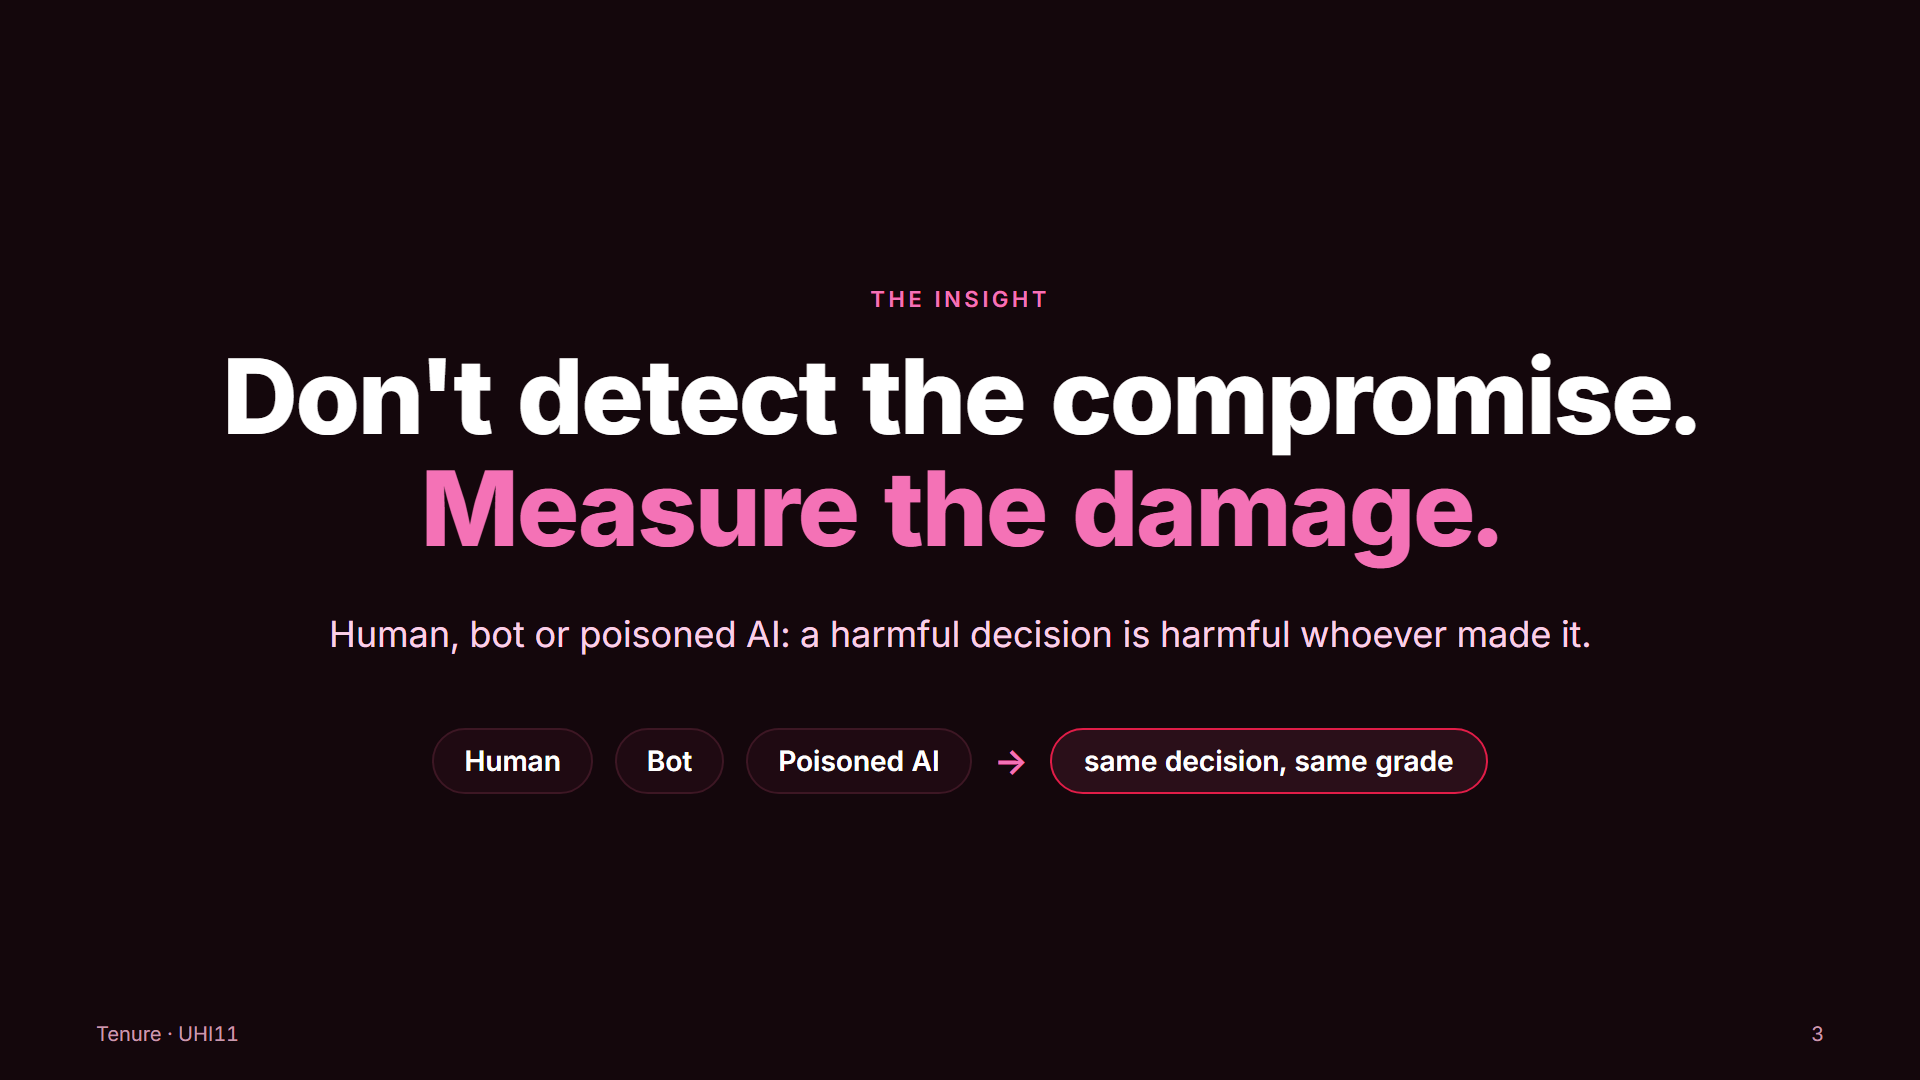 THE INSIGHT
Don't detect the compromise.
Measure the damage.
Human, bot or poisoned AI: a harmful decision is harmful whoever made it.
Human Bot Poisoned AI → same decision, same grade
Tenure · UHI11 3